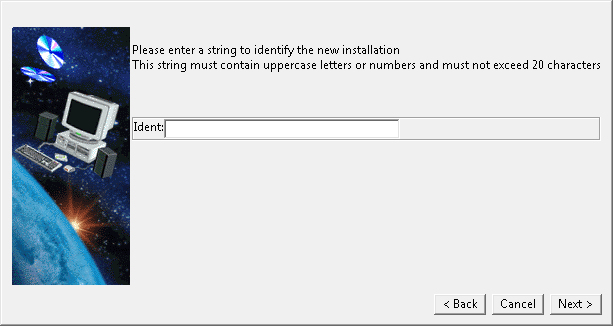 Please enter a string to identify the new installation
This string must contain uppercase letters or numbers and must not exceed 20 characters
Ident:
< Back
Cancel
Next >